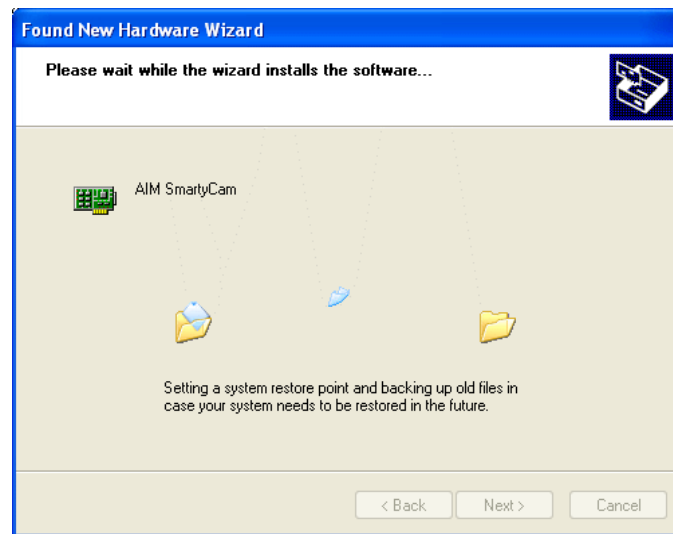 Found New Hardware Wizard
Please wait while the wizard installs the software...
AIM SmartyCam
Setting a system restore point and backing up old files in
case your system needs to be restored in the future.
< Back Next > Cancel